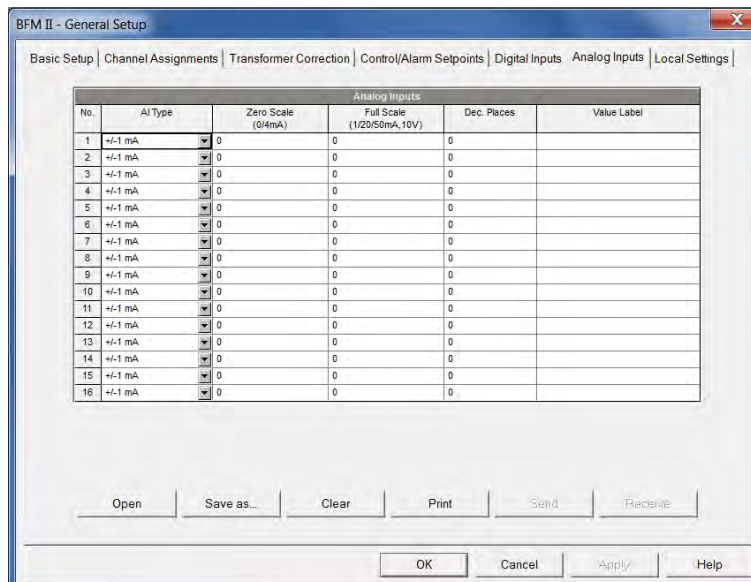 BFM II - General Setup
Basic Setup Channel Assignments Transformer Correction Control/Alarm Setpoints Digital Inputs Analog Inputs Local Settings
Analog Inputs
No. AI Type Zero Scale (0/4mA) Full Scale (1/20/50mA,10V) Dec. Places Value Label
1 +/-1 mA 0 0 0
2 +/-1 mA 0 0 0
3 +/-1 mA 0 0 0
4 +/-1 mA 0 0 0
5 +/-1 mA 0 0 0
6 +/-1 mA 0 0 0
7 +/-1 mA 0 0 0
8 +/-1 mA 0 0 0
9 +/-1 mA 0 0 0
10 +/-1 mA 0 0 0
11 +/-1 mA 0 0 0
12 +/-1 mA 0 0 0
13 +/-1 mA 0 0 0
14 +/-1 mA 0 0 0
15 +/-1 mA 0 0 0
16 +/-1 mA 0 0 0
Open Save as... Clear Print Send Receive
OK Cancel Apply Help